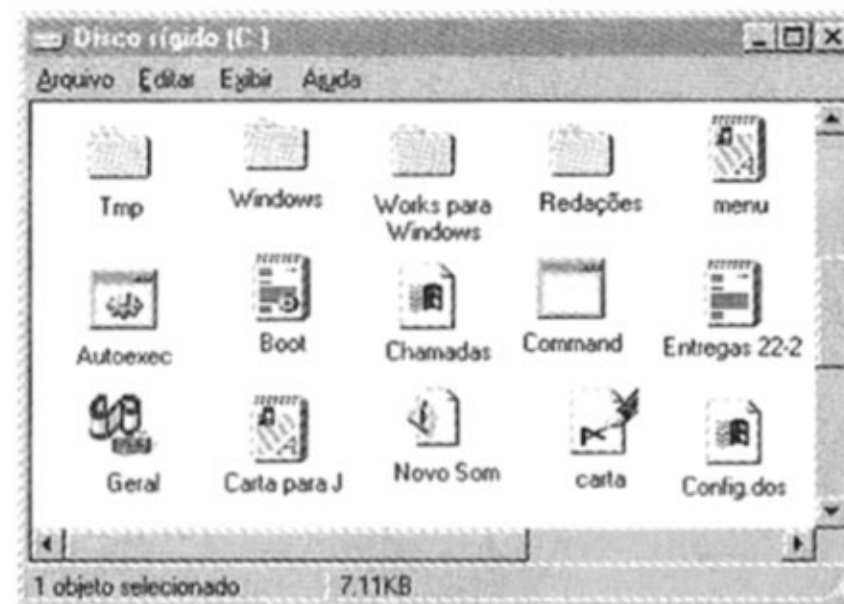 Disco rígido (C:)
Arquivo Editar Exibir Ajuda
Tmp Windows Works para Windows Redações menu
Autoexec Boot Chamadas Command Entregas 22-2
Geral Carta para J Novo Som carta Config.dos
1 objeto selecionado 7.11KB